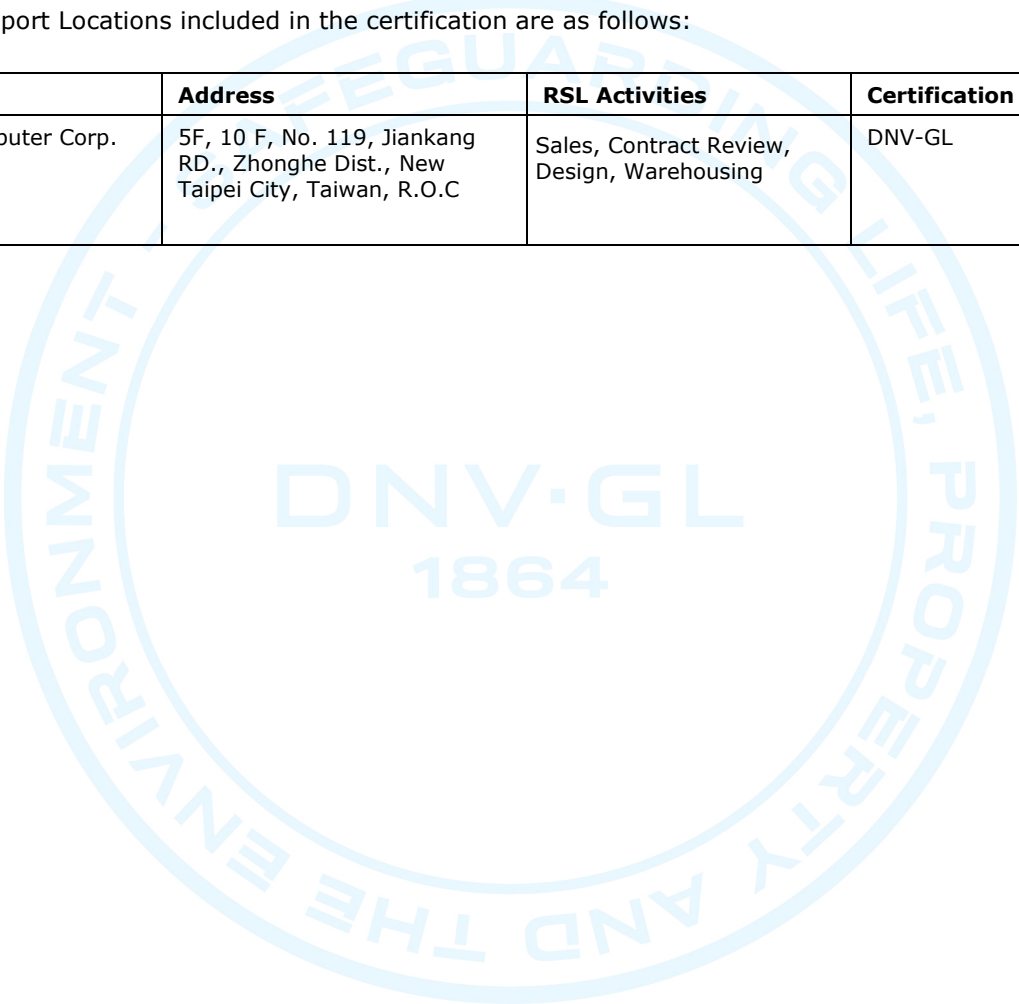 port Locations included in the certification are as follows:
Address RSL Activities Certification
puter Corp. 5F, 10 F, No. 119, Jiankang RD., Zhonghe Dist., New Taipei City, Taiwan, R.O.C Sales, Contract Review, Design, Warehousing DNV-GL
SAFEGUARDING LIFE, PROPERTY AND THE ENVIRONMENT
DNV·GL
1864